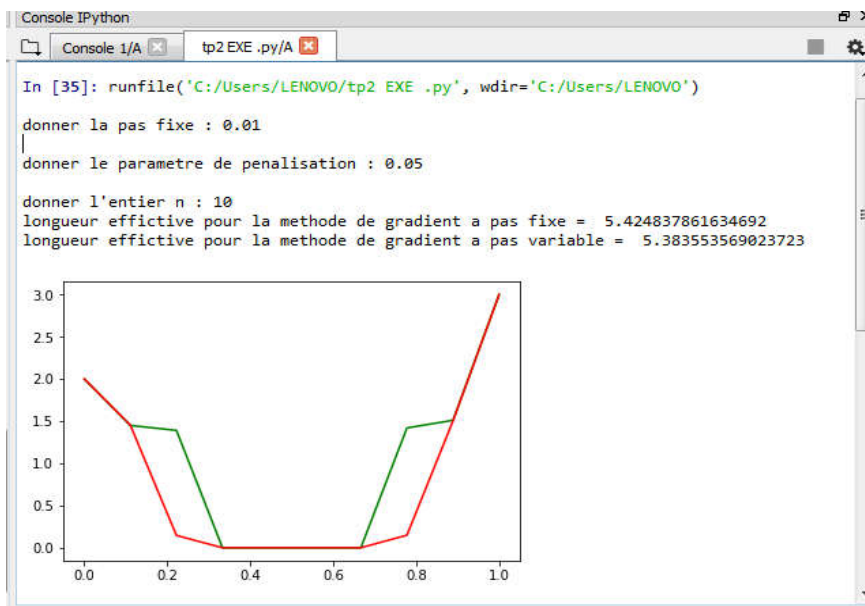 Console IPython
Console 1/A
tp2 EXE .py/A
In [35]: runfile('C:/Users/LENOVO/tp2 EXE .py', wdir='C:/Users/LENOVO')
donner la pas fixe : 0.01
donner le parametre de penalisation : 0.05
donner l'entier n : 10
longueur effictive pour la methode de gradient a pas fixe =  5.424837861634692
longueur effictive pour la methode de gradient a pas variable =  5.383553569023723
3.0
2.5
2.0
1.5
1.0
0.5
0.0
0.0 0.2 0.4 0.6 0.8 1.0